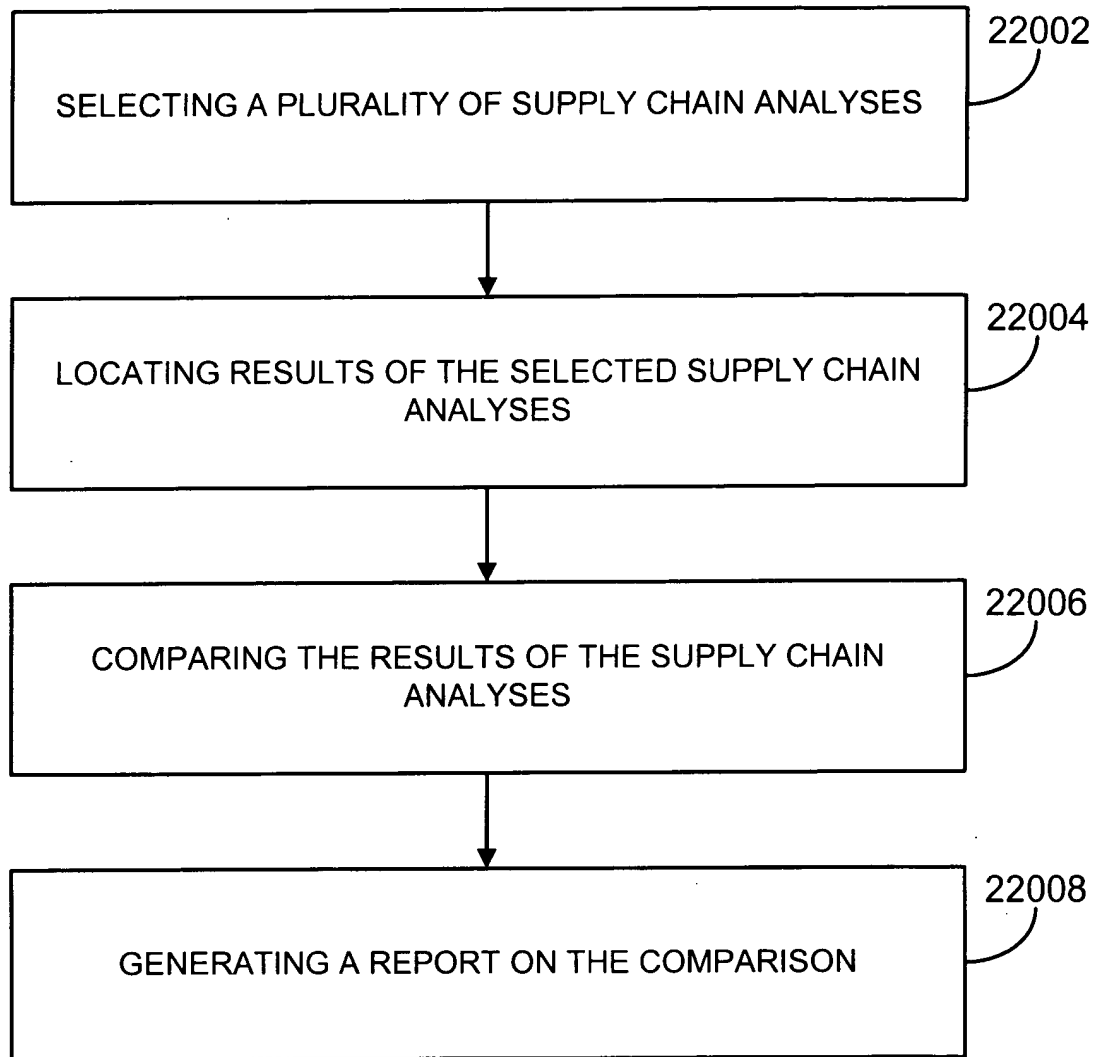 22002
SELECTING A PLURALITY OF SUPPLY CHAIN ANALYSES
22004
LOCATING RESULTS OF THE SELECTED SUPPLY CHAIN
ANALYSES
22006
COMPARING THE RESULTS OF THE SUPPLY CHAIN
ANALYSES
22008
GENERATING A REPORT ON THE COMPARISON